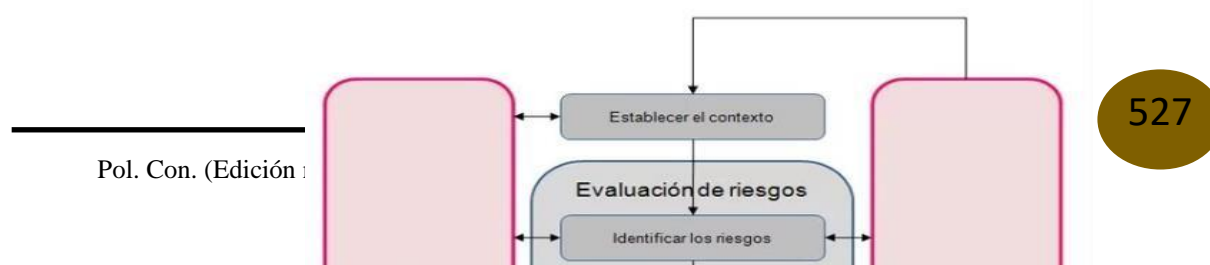 527
Establecer el contexto
Pol. Con. (Edición
Evaluación de riesgos
Identificar los riesgos